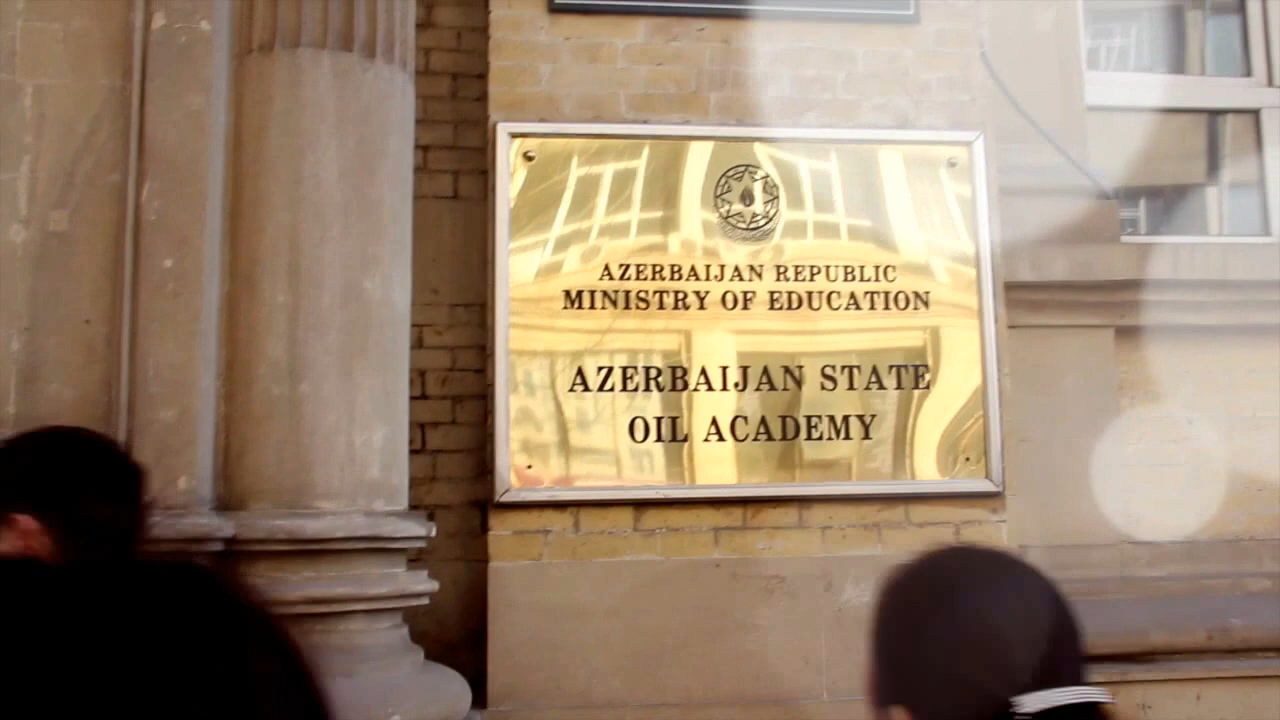 AZERBAIJAN REPUBLIC
MINISTRY OF EDUCATION
AZERBAIJAN STATE
OIL ACADEMY